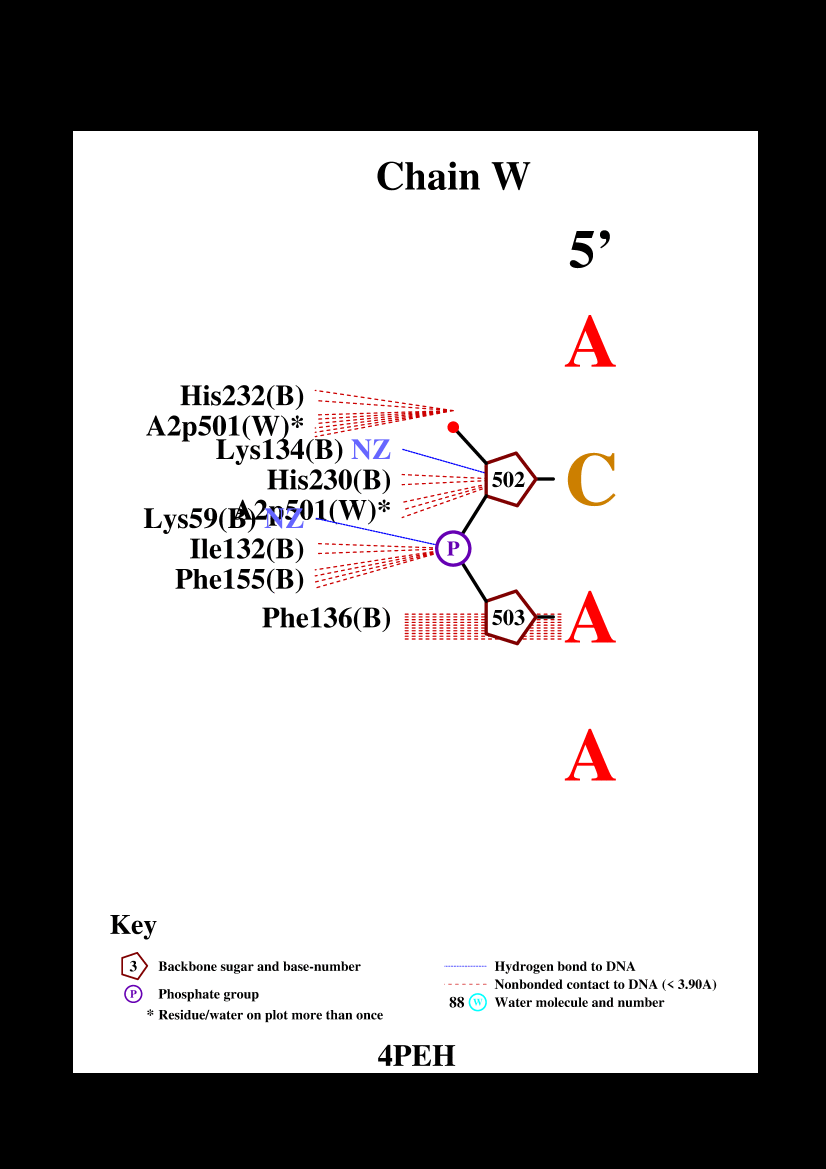 Chain W
5’
A
His232(B)
A2p501(W)*
Lys134(B) NZ
His230(B)
502
C
A2p501(W)*
Lys59(B) NZ
Ile132(B)
P
Phe155(B)
Phe136(B)
503
A
A
Key
3 Backbone sugar and base-number
P Phosphate group
* Residue/water on plot more than once
Hydrogen bond to DNA
Nonbonded contact to DNA (< 3.90A)
88 W Water molecule and number
4PEH